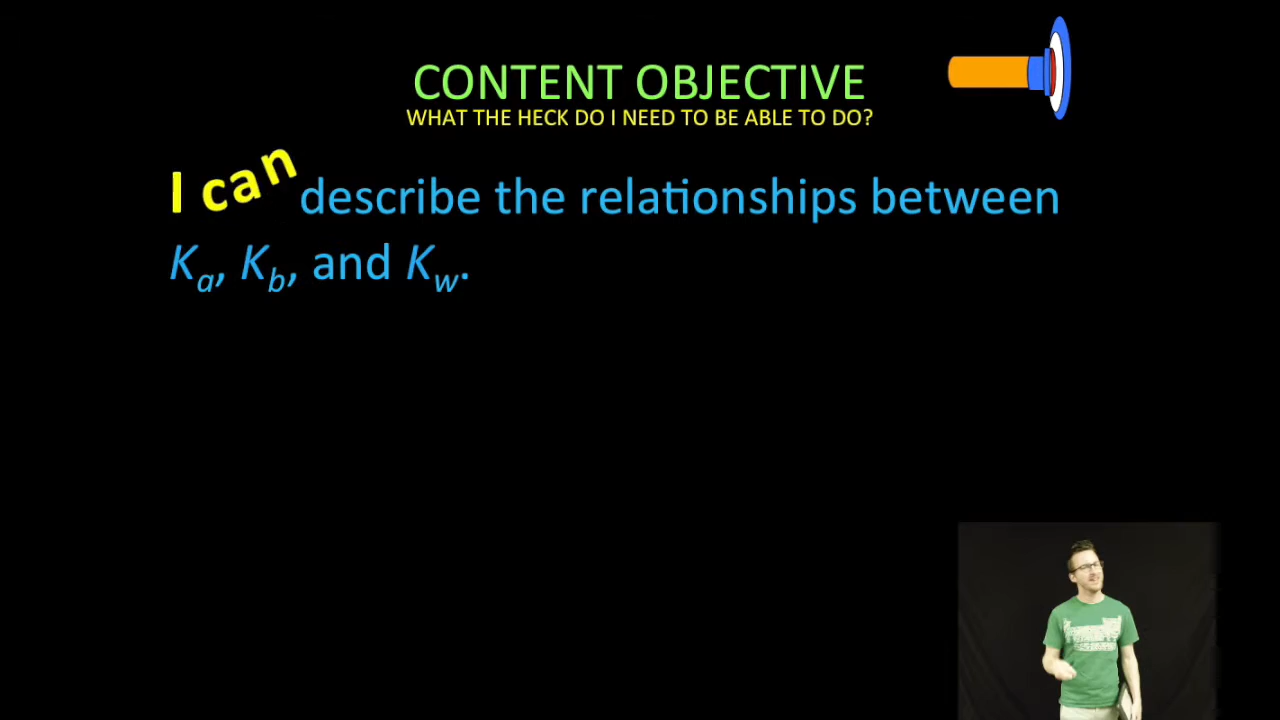 CONTENT OBJECTIVE
WHAT THE HECK DO I NEED TO BE ABLE TO DO?
I can describe the relationships between
Ka, Kb, and Kw.